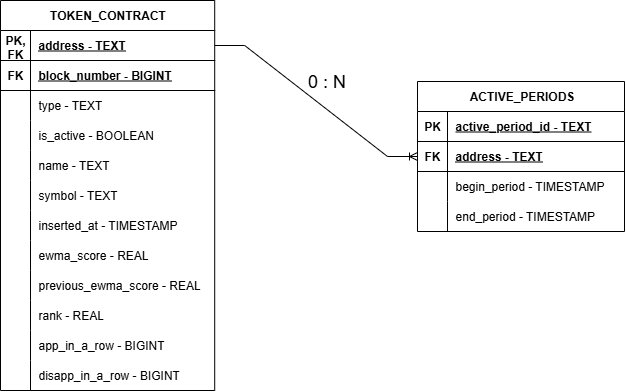 TOKEN_CONTRACT
PK, FK address - TEXT
FK block_number - BIGINT
type - TEXT
is_active - BOOLEAN
name - TEXT
symbol - TEXT
inserted_at - TIMESTAMP
ewma_score - REAL
previous_ewma_score - REAL
rank - REAL
app_in_a_row - BIGINT
disapp_in_a_row - BIGINT
0 : N
ACTIVE_PERIODS
PK active_period_id - TEXT
FK address - TEXT
begin_period - TIMESTAMP
end_period - TIMESTAMP